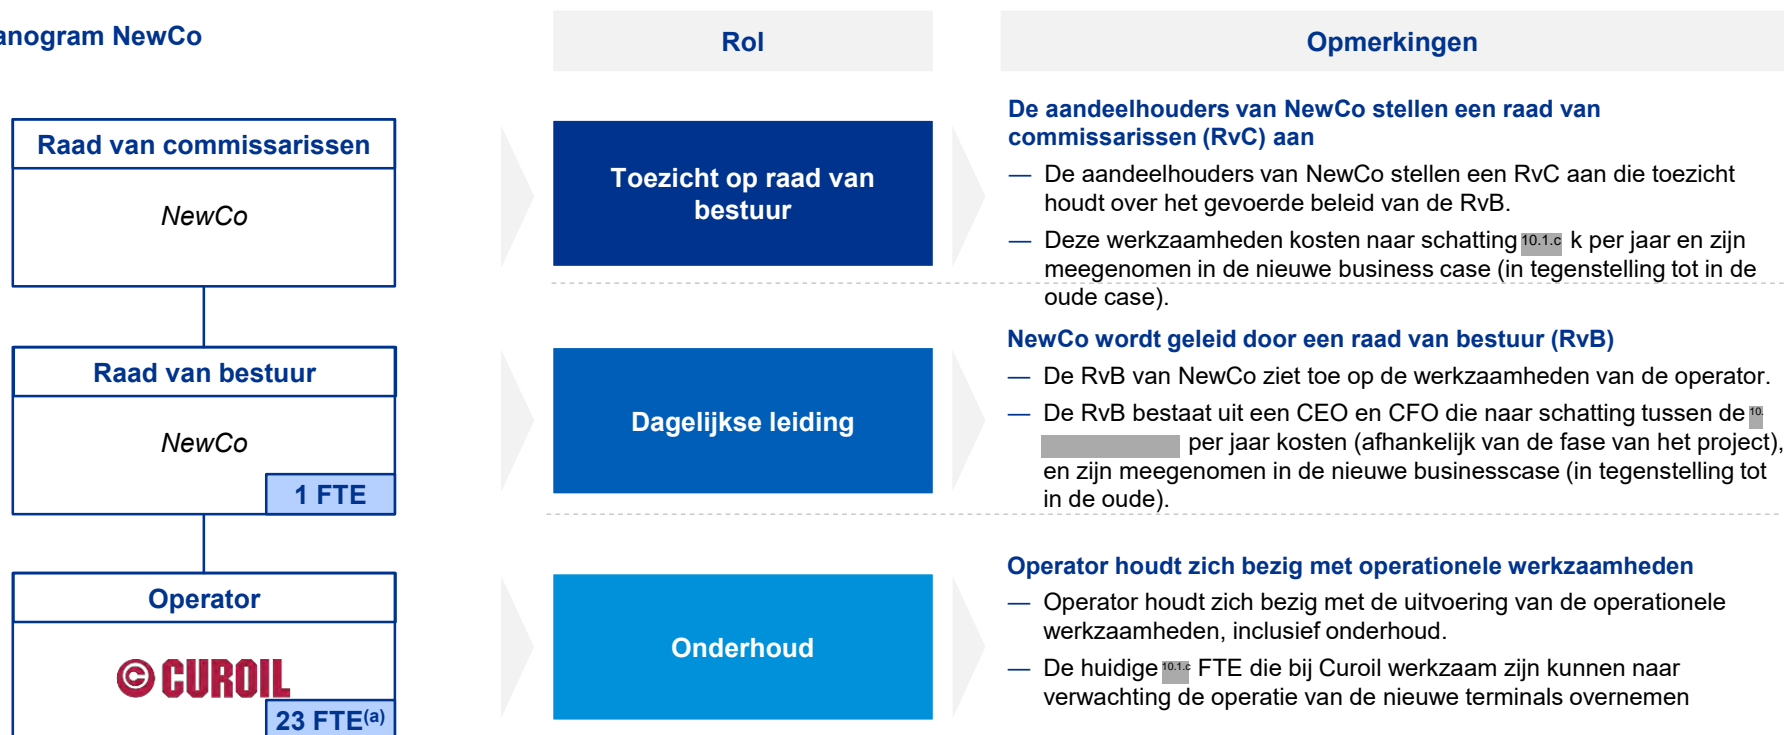 anogram NewCo
Rol
Opmerkingen
Raad van commissarissen
NewCo
Toezicht op raad van
bestuur
De aandeelhouders van NewCo stellen een raad van
commissarissen (RvC) aan
— De aandeelhouders van NewCo stellen een RvC aan die toezicht
houdt over het gevoerde beleid van de RvB.
— Deze werkzaamheden kosten naar schatting 10.1.c k per jaar en zijn
meegenomen in de nieuwe business case (in tegenstelling tot in de
oude case).
Raad van bestuur
NewCo
1 FTE
Dagelijkse leiding
NewCo wordt geleid door een raad van bestuur (RvB)
— De RvB van NewCo ziet toe op de werkzaamheden van de operator.
— De RvB bestaat uit een CEO en CFO die naar schatting tussen de 10.
per jaar kosten (afhankelijk van de fase van het project),
en zijn meegenomen in de nieuwe businesscase (in tegenstelling tot
in de oude).
Operator
© CUROIL
23 FTE(a)
Onderhoud
Operator houdt zich bezig met operationele werkzaamheden
— Operator houdt zich bezig met de uitvoering van de operationele
werkzaamheden, inclusief onderhoud.
— De huidige 10.1.c FTE die bij Curoil werkzaam zijn kunnen naar
verwachting de operatie van de nieuwe terminals overnemen